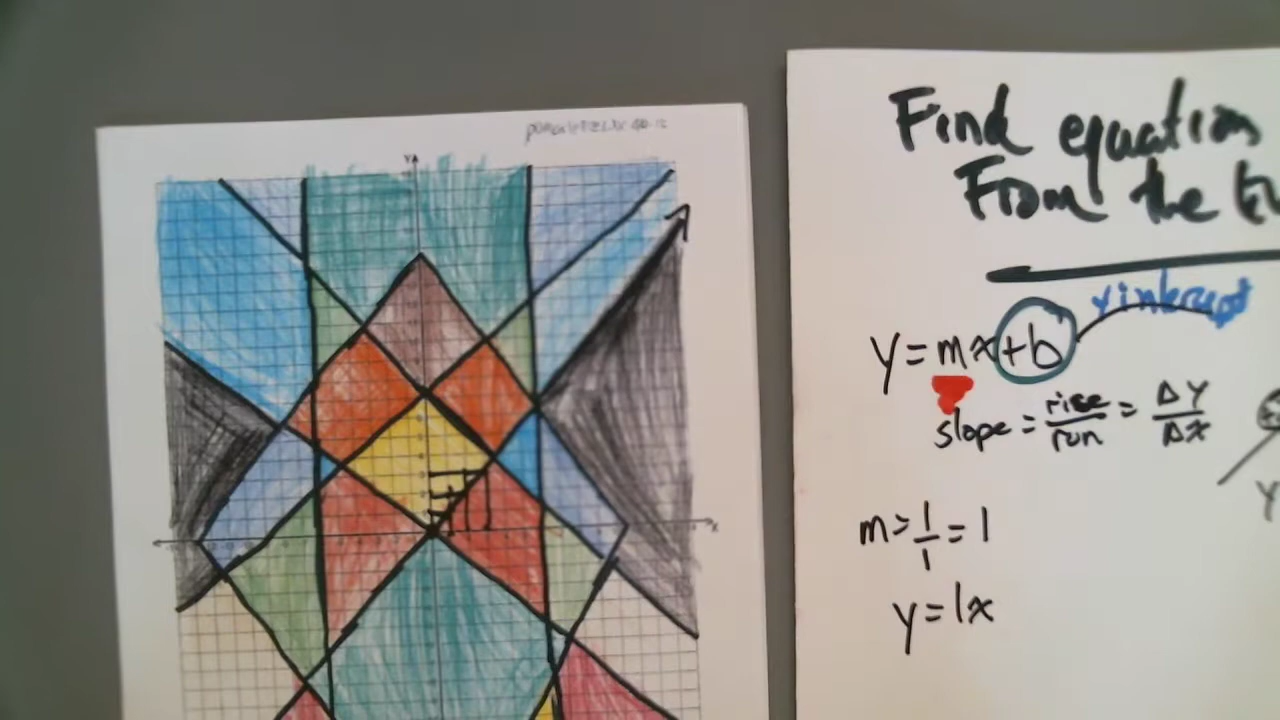 Y
X
Find equation
From the
y intercept
y = mx + b
slope = rise/run = ΔY/ΔX
m = 1/1 = 1
y = 1x
Y